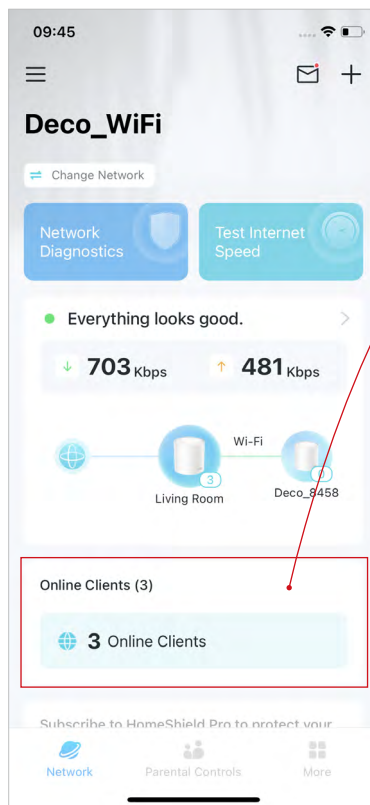 09:45
Deco_WiFi
Change Network
Network
Diagnostics
Test Internet
Speed
Everything looks good.
703 Kbps
481 Kbps
Wi-Fi
3
0
Living Room
Deco_8458
Online Clients (3)
3 Online Clients
Subscribe to HomeShield Pro to protect your
Network
Parental Controls
More